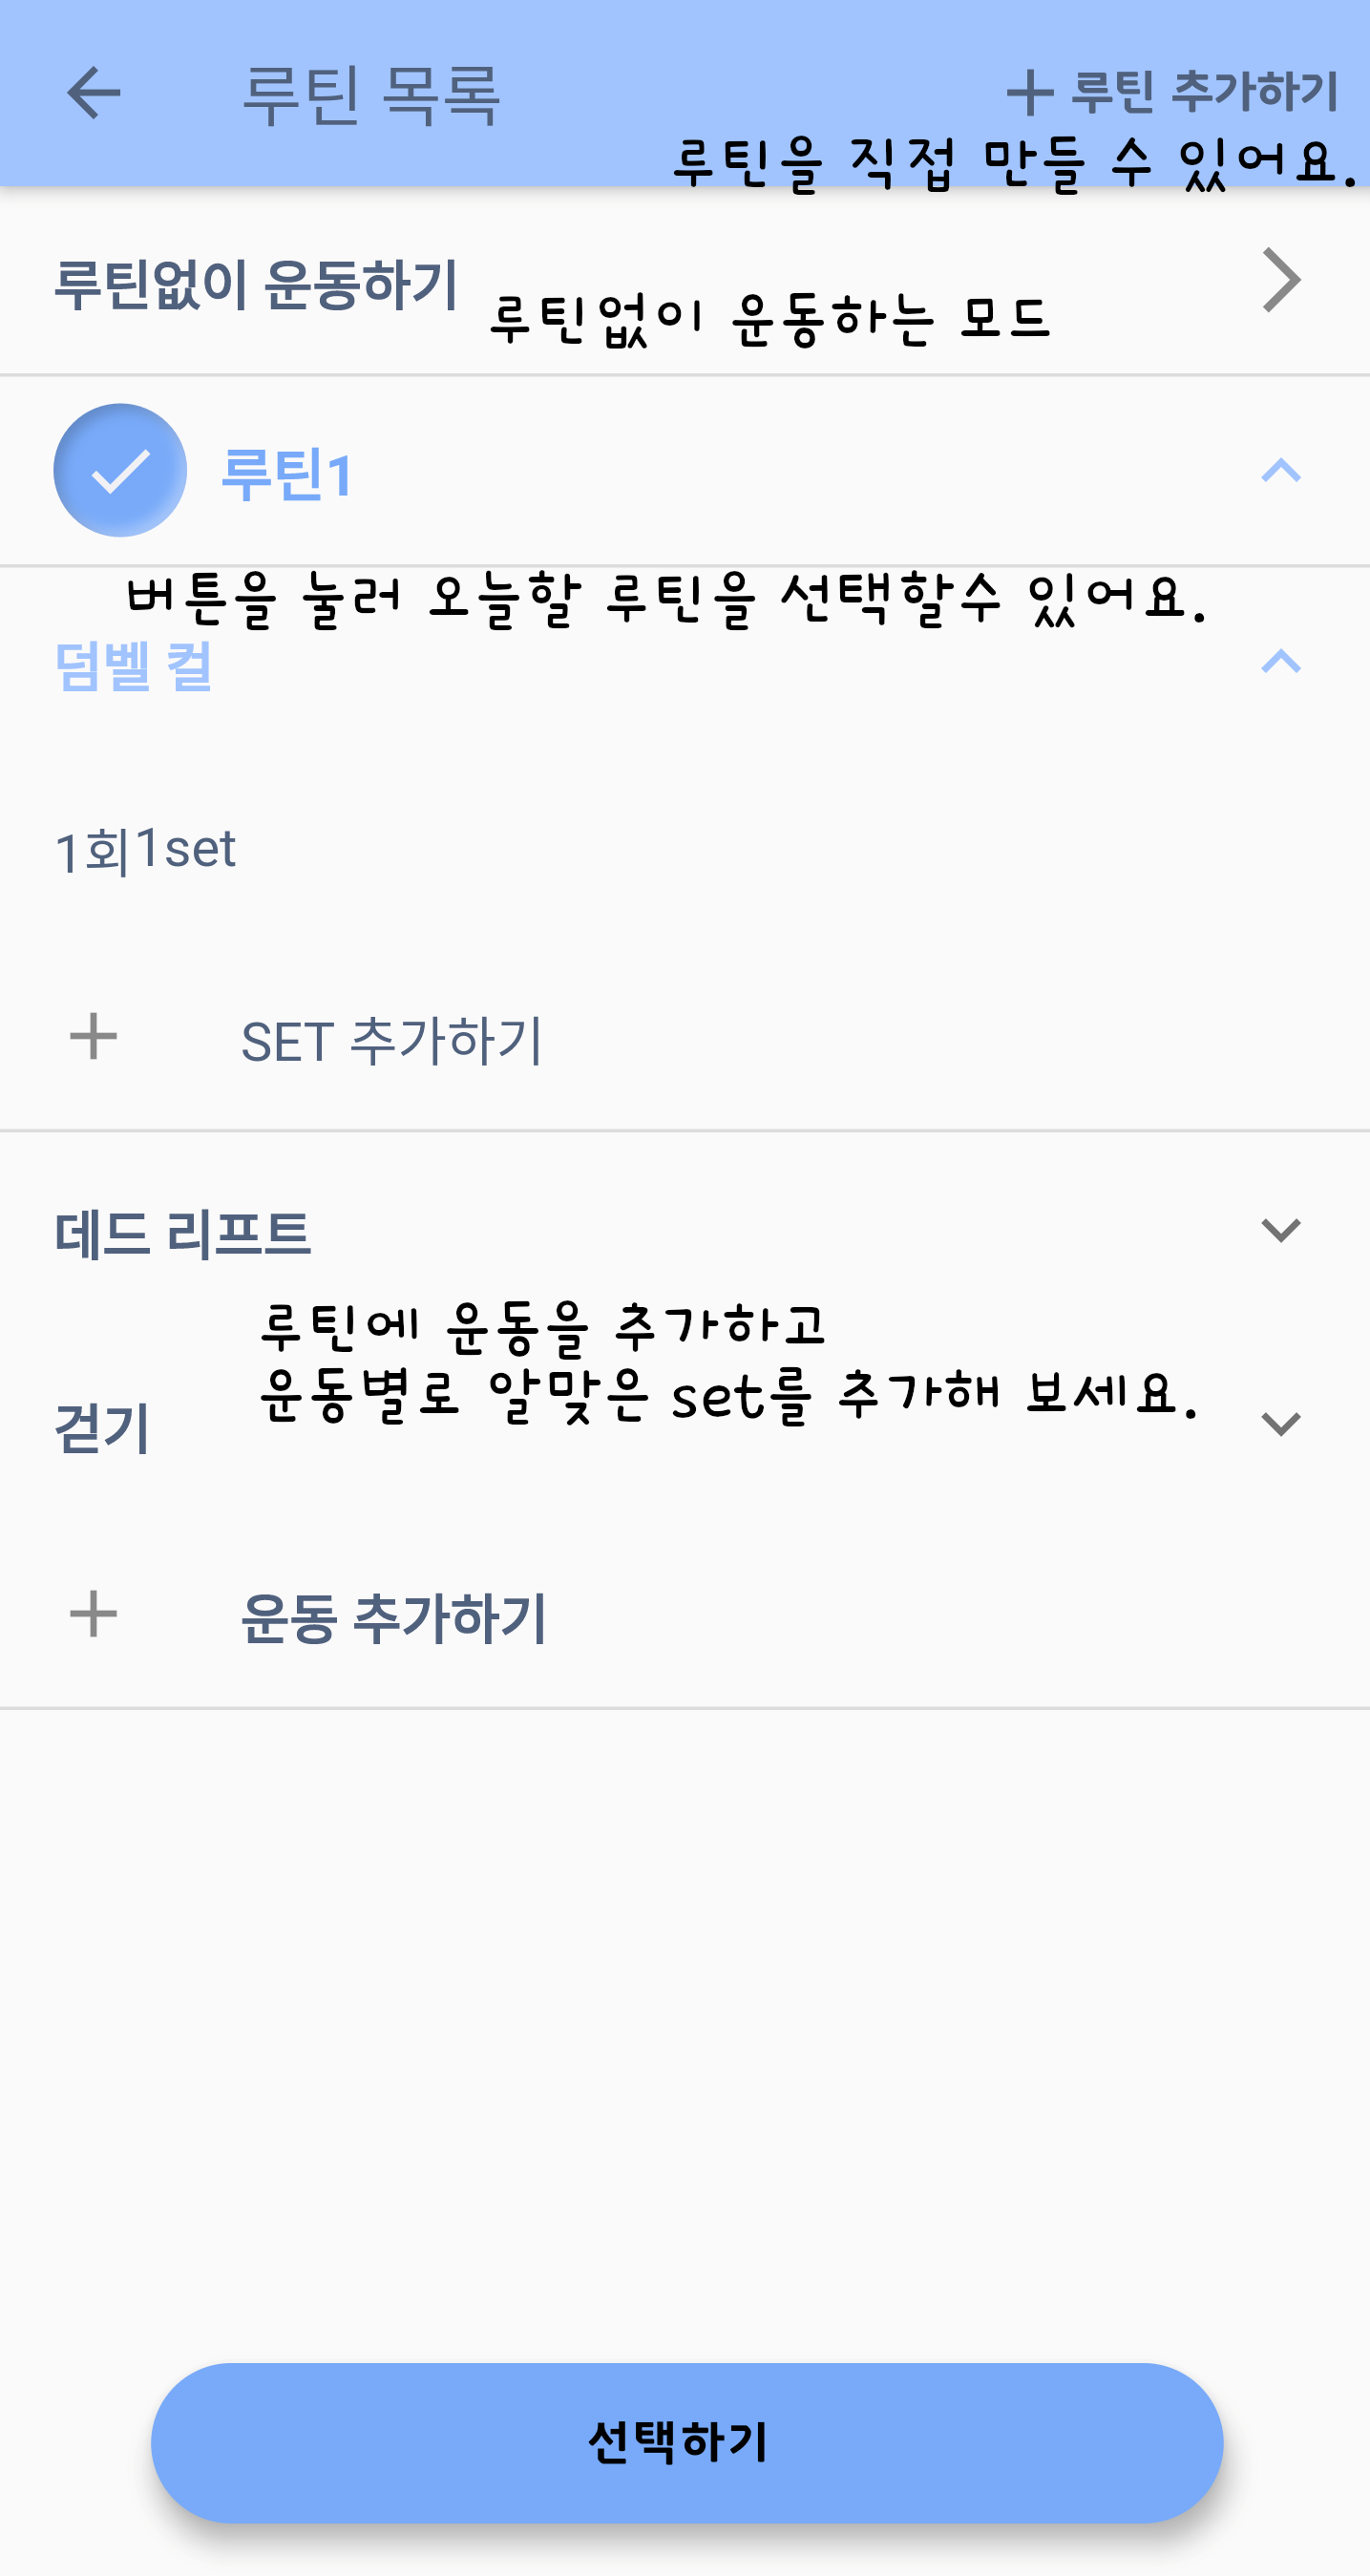 루틴 목록
루틴 추가하기
루틴을 직접 만들 수 있어요.
루틴없이 운동하기
루틴없이 운동하는 모드
루틴1
버튼을 눌러 오늘할 루틴을 선택할수 있어요.
덤벨 컬
1회1set
SET 추가하기
데드 리프트
루틴에 운동을 추가하고
운동별로 알맞은 set를 추가해 보세요.
걷기
운동 추가하기
선택하기